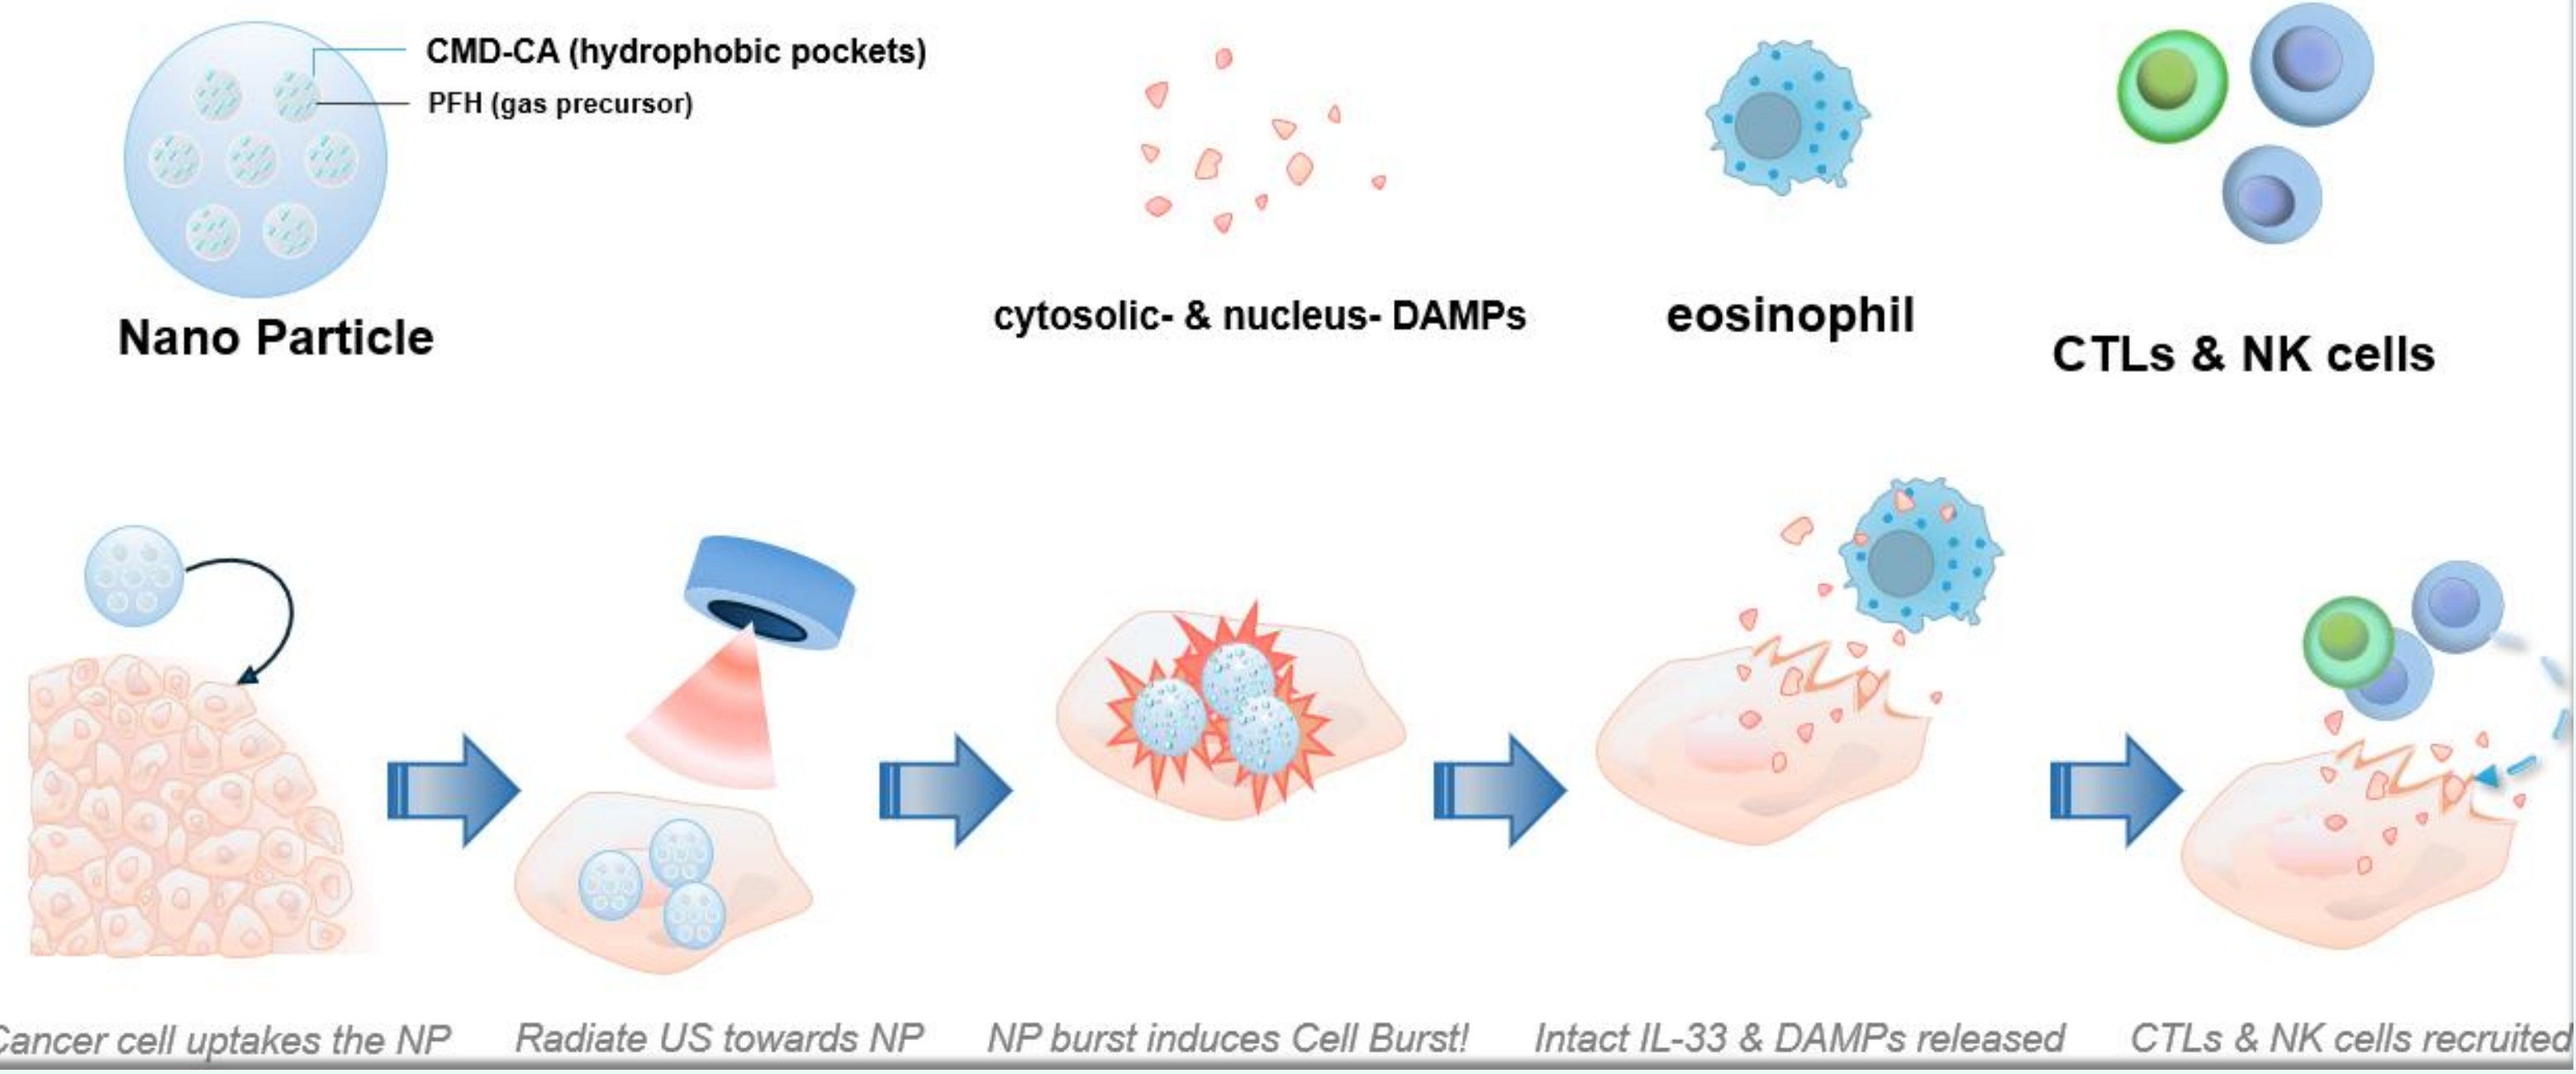 CMD-CA (hydrophobic pockets)
PFH (gas precursor)
Nano Particle
cytosolic- & nucleus- DAMPs
eosinophil
CTLs & NK cells
Cancer cell uptakes the NP
Radiate US towards NP
NP burst induces Cell Burst!
Intact IL-33 & DAMPs released
CTLs & NK cells recruited